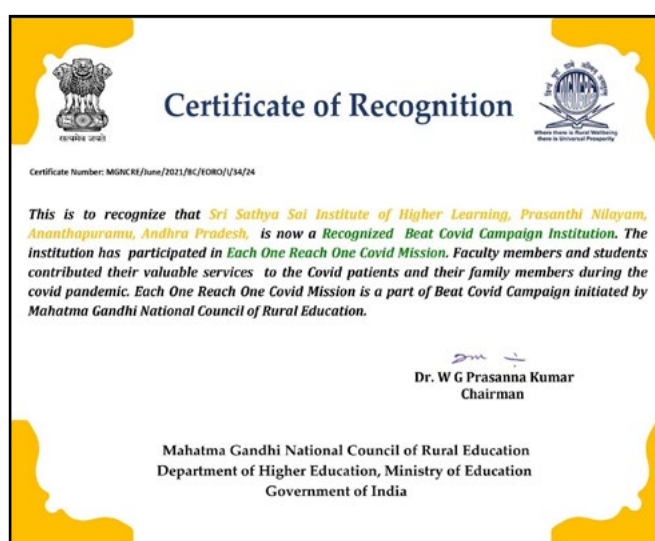 सत्यमेव जयते
Certificate of Recognition
Where there is Rural Wellbeing
there is Universal Prosperity
Certificate Number: MGNCRE/June/2021/BC/EORO/I/34/24
This is to recognize that Sri Sathya Sai Institute of Higher Learning, Prasanthi Nilayam,
Ananthapuramu, Andhra Pradesh, is now a Recognized Beat Covid Campaign Institution. The
institution has participated in Each One Reach One Covid Mission. Faculty members and students
contributed their valuable services to the Covid patients and their family members during the
covid pandemic. Each One Reach One Covid Mission is a part of Beat Covid Campaign initiated by
Mahatma Gandhi National Council of Rural Education.
Dr. W G Prasanna Kumar
Chairman
Mahatma Gandhi National Council of Rural Education
Department of Higher Education, Ministry of Education
Government of India